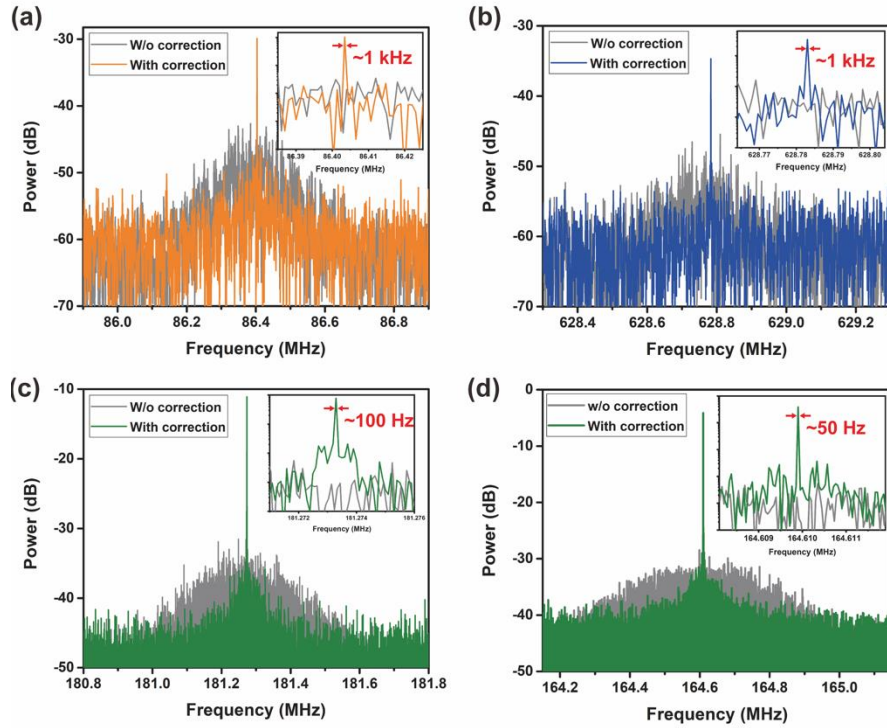 (a)
-30
-40
-50
-60
-70
Power (dB)
W/o correction
With correction
~1 kHz
86.39 86.40 86.41 86.42
Frequency (MHz)
86.0 86.2 86.4 86.6 86.8
Frequency (MHz)
(b)
-30
-40
-50
-60
-70
Power (dB)
W/o correction
With correction
~1 kHz
628.77 628.78 628.79 628.80
Frequency (MHz)
628.4 628.6 628.8 629.0 629.2
Frequency (MHz)
(c)
-10
-20
-30
-40
-50
Power (dB)
W/o correction
With correction
~100 Hz
181.272 181.274 181.276
Frequency (MHz)
180.8 181.0 181.2 181.4 181.6 181.8
Frequency (MHz)
(d)
0
-10
-20
-30
-40
-50
Power (dB)
w/o correction
With correction
~50 Hz
164.609 164.610 164.611
Frequency (MHz)
164.2 164.4 164.6 164.8 165.0
Frequency (MHz)